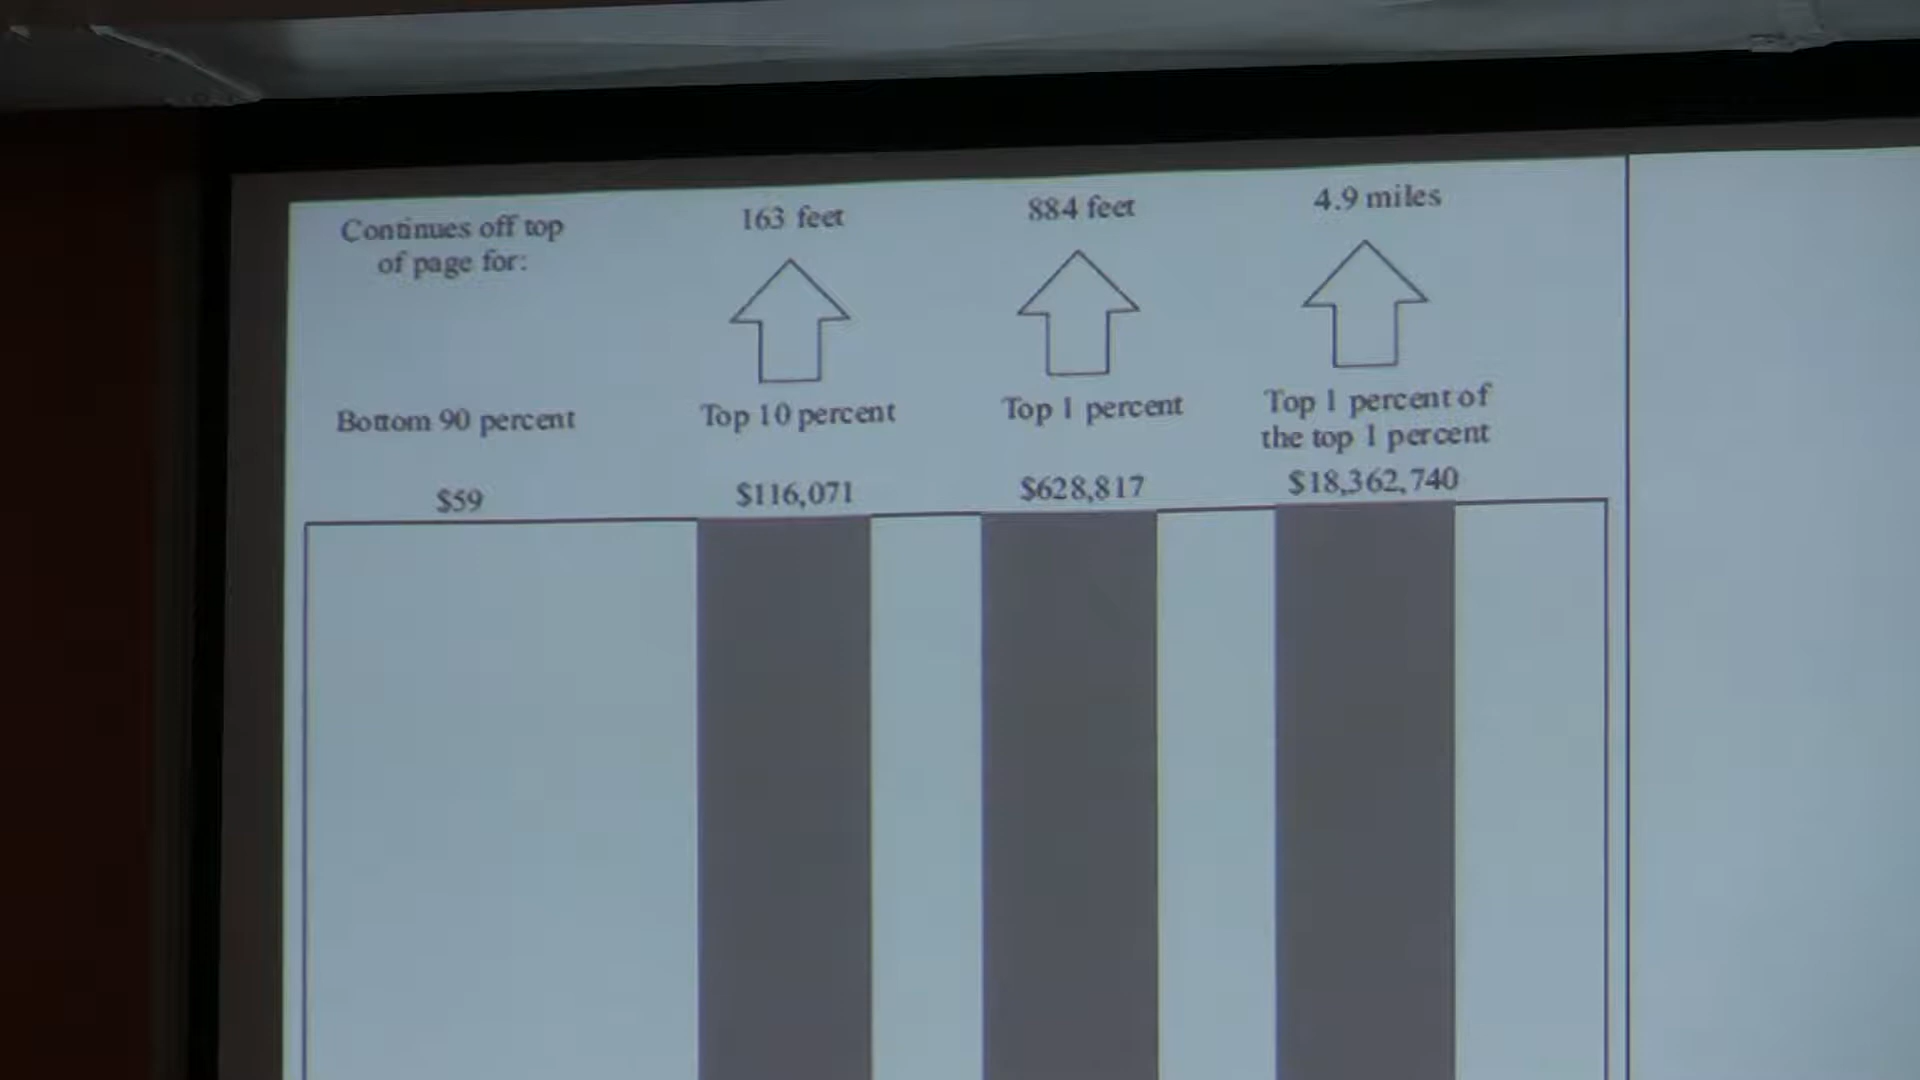 Continues off top
of page for:
163 feet
884 feet
4.9 miles
Bottom 90 percent
Top 10 percent
Top 1 percent
Top 1 percent of
the top 1 percent
$59
$116,071
$628,817
$18,362,740